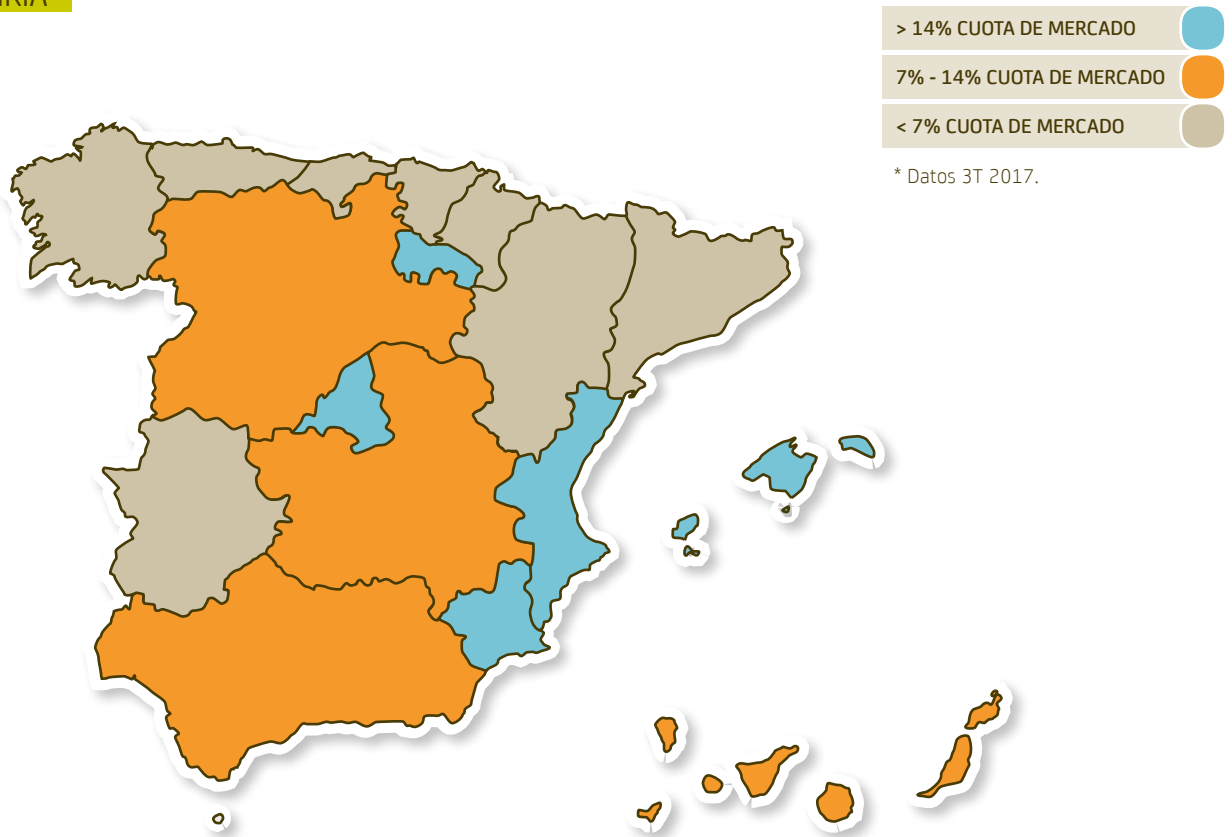 > 14% CUOTA DE MERCADO
7% - 14% CUOTA DE MERCADO
< 7% CUOTA DE MERCADO
* Datos 3T 2017.